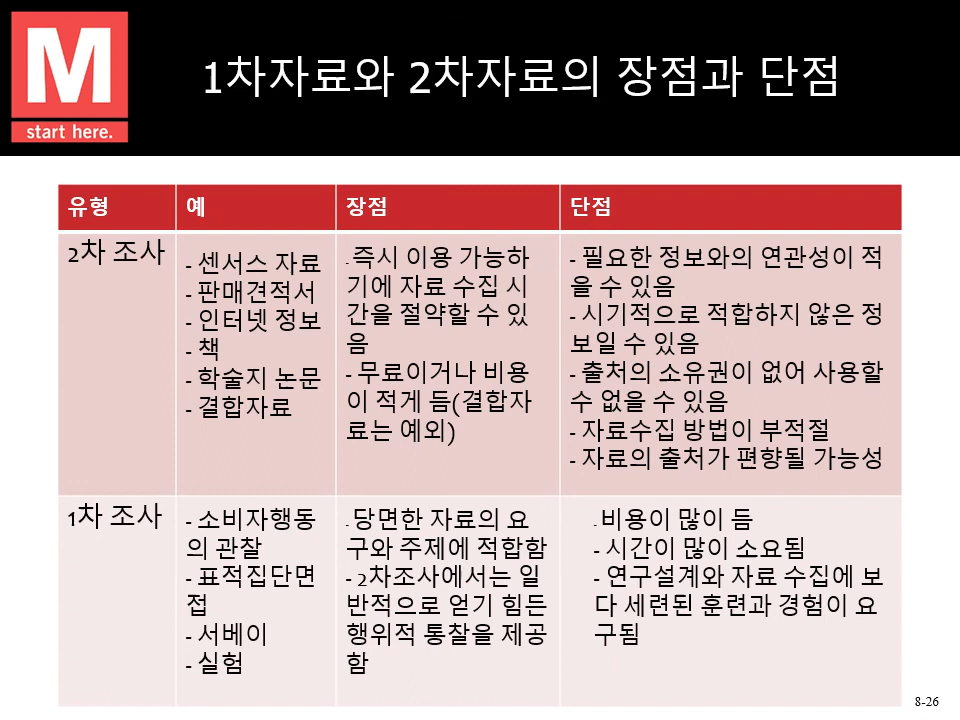 M
start here.
1차자료와 2차자료의 장점과 단점
유형
예
장점
단점
2차 조사
- 센서스 자료
- 판매견적서
- 인터넷 정보
- 책
- 학술지 논문
- 결합자료
- 즉시 이용 가능하
기에 자료 수집 시
간을 절약할 수 있
음
- 무료이거나 비용
이 적게 듬(결합자
료는 예외)
- 필요한 정보와의 연관성이 적
을 수 있음
- 시기적으로 적합하지 않은 정
보일 수 있음
- 출처의 소유권이 없어 사용할
수 없을 수 있음
- 자료수집 방법이 부적절
- 자료의 출처가 편향될 가능성
1차 조사
- 소비자행동
의 관찰
- 표적집단면
접
- 서베이
- 실험
- 당면한 자료의 요
구와 주제에 적합함
- 2차조사에서는 일
반적으로 얻기 힘든
행위적 통찰을 제공
함
- 비용이 많이 듬
- 시간이 많이 소요됨
- 연구설계와 자료 수집에 보
다 세련된 훈련과 경험이 요
구됨
8-26